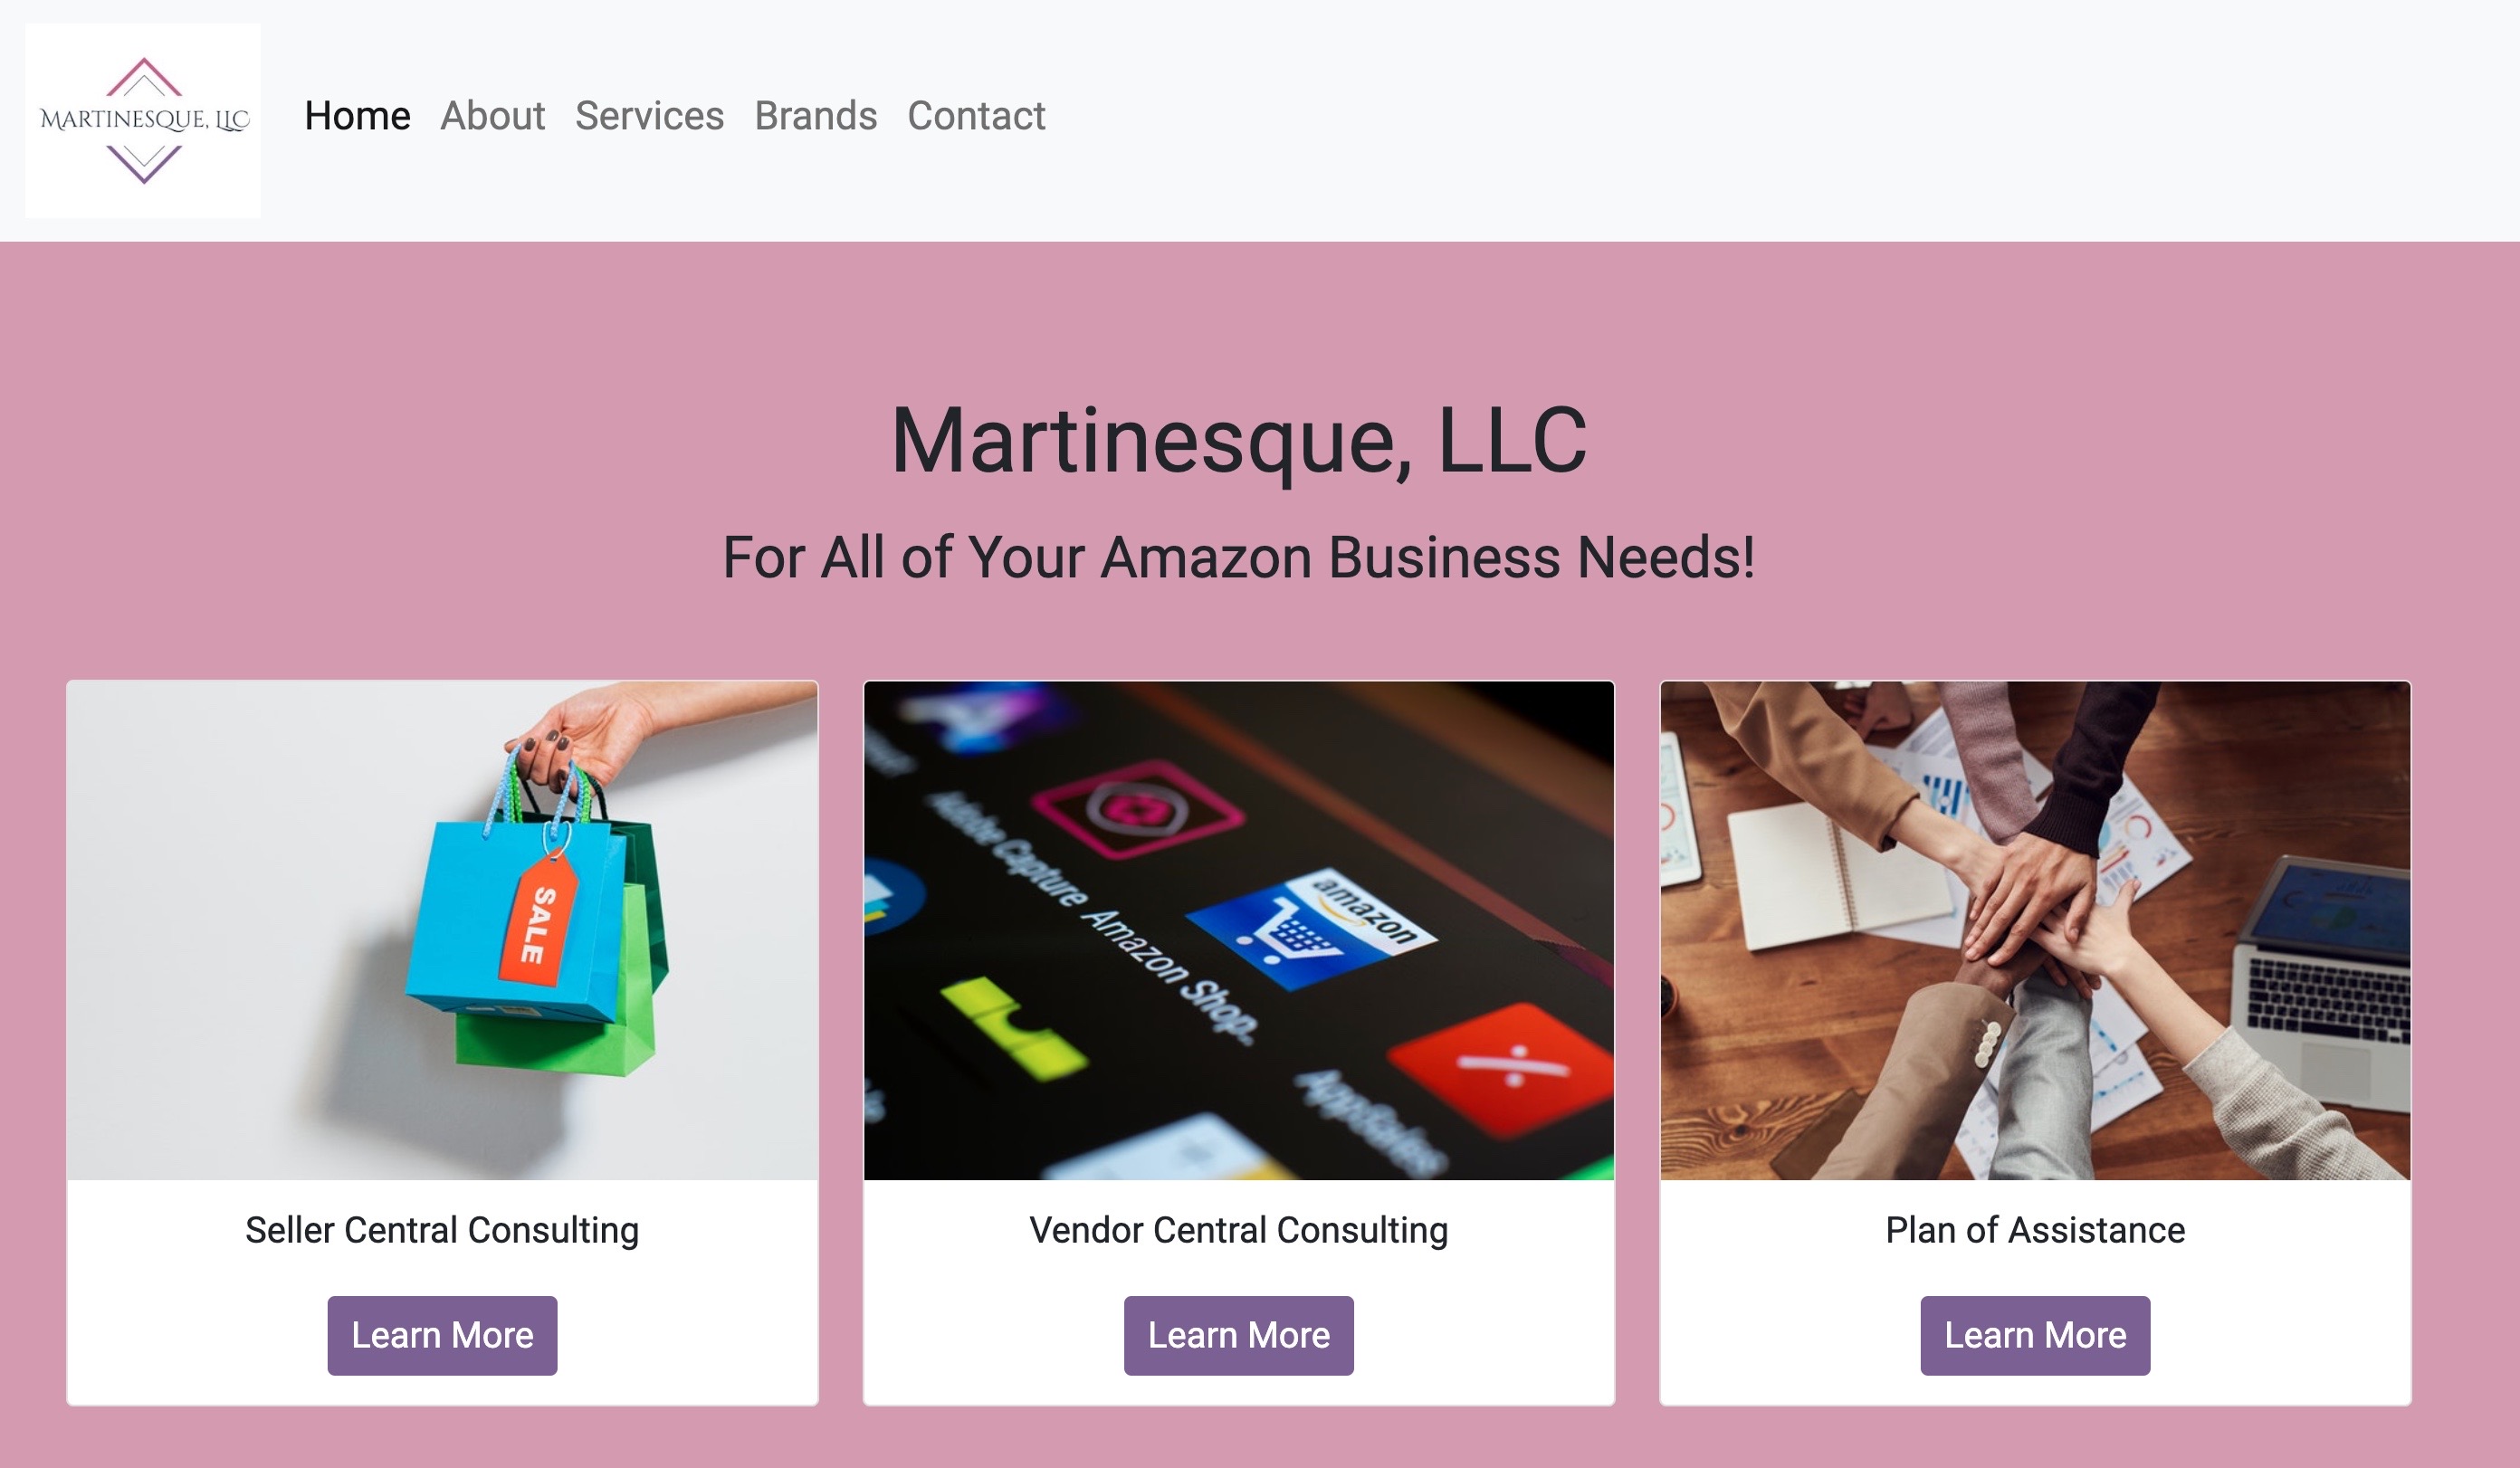 MARTINESQUE, LLC
Home About Services Brands Contact
Martinesque, LLC
For All of Your Amazon Business Needs!
SALE
Adobe Capture
amazon
Amazon Shop.
AppSales
Seller Central Consulting
Vendor Central Consulting
Plan of Assistance
Learn More
Learn More
Learn More